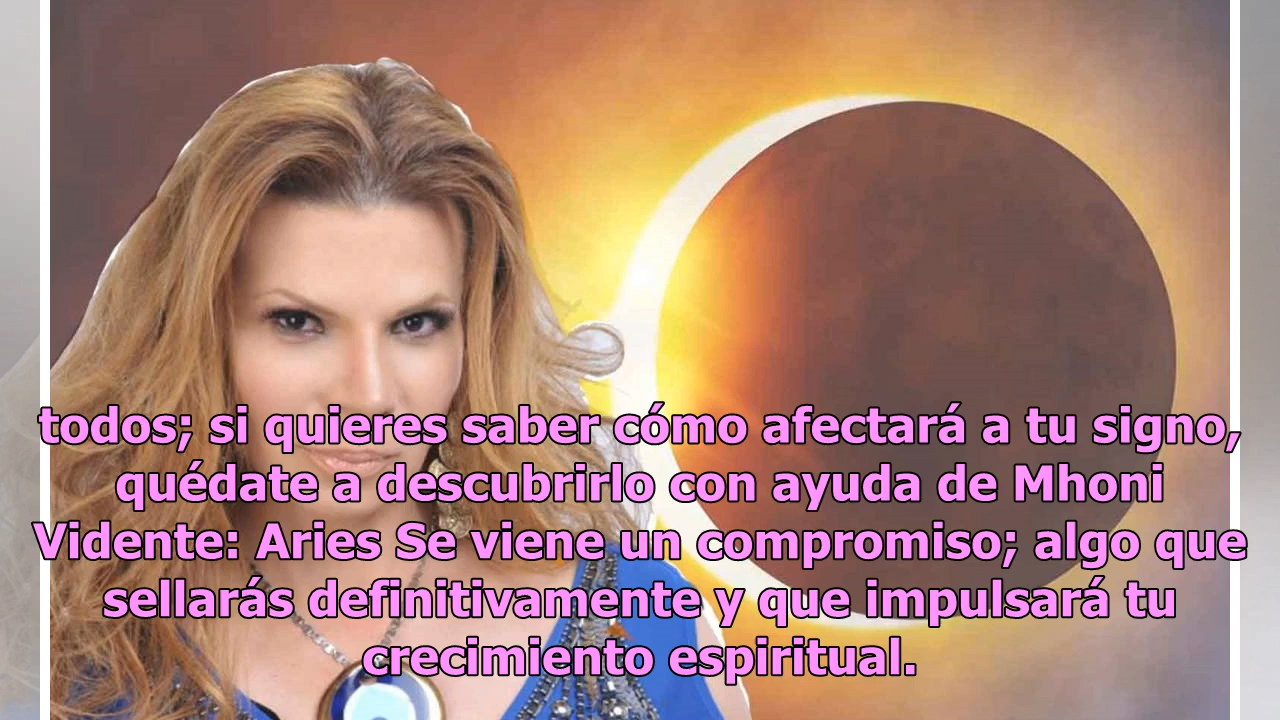 todos; si quieres saber cómo afectará a tu signo,
quédate a descubrirlo con ayuda de Mhoni
Vidente: Aries Se viene un compromiso; algo que
sellarás definitivamente y que impulsará tu
crecimiento espiritual.